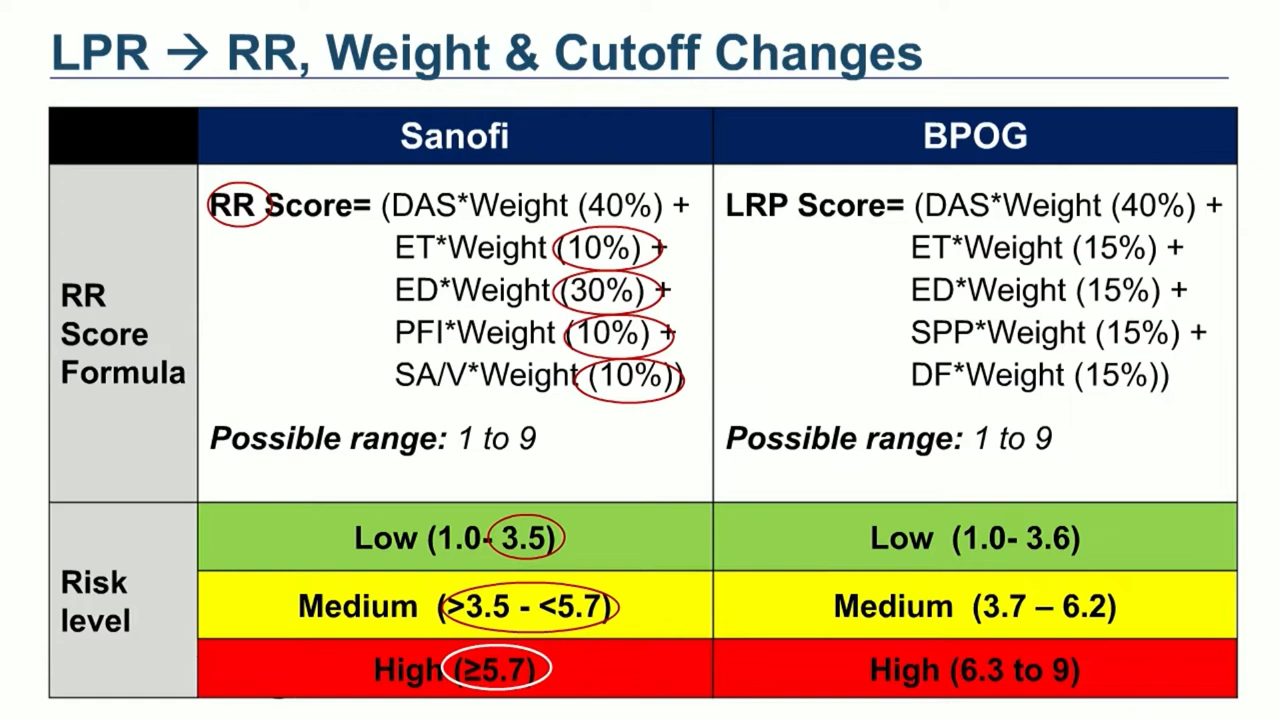 LPR → RR, Weight & Cutoff Changes
Sanofi
BPOG
RR
Score
Formula
RR Score= (DAS*Weight (40%) +
ET*Weight (10%) +
ED*Weight (30%) +
PFI*Weight (10%) +
SA/V*Weight (10%))
Possible range: 1 to 9
LRP Score= (DAS*Weight (40%) +
ET*Weight (15%) +
ED*Weight (15%) +
SPP*Weight (15%) +
DF*Weight (15%))
Possible range: 1 to 9
Risk
level
Low (1.0- 3.5)
Low (1.0- 3.6)
Medium (>3.5 - <5.7)
Medium (3.7 – 6.2)
High (≥5.7)
High (6.3 to 9)